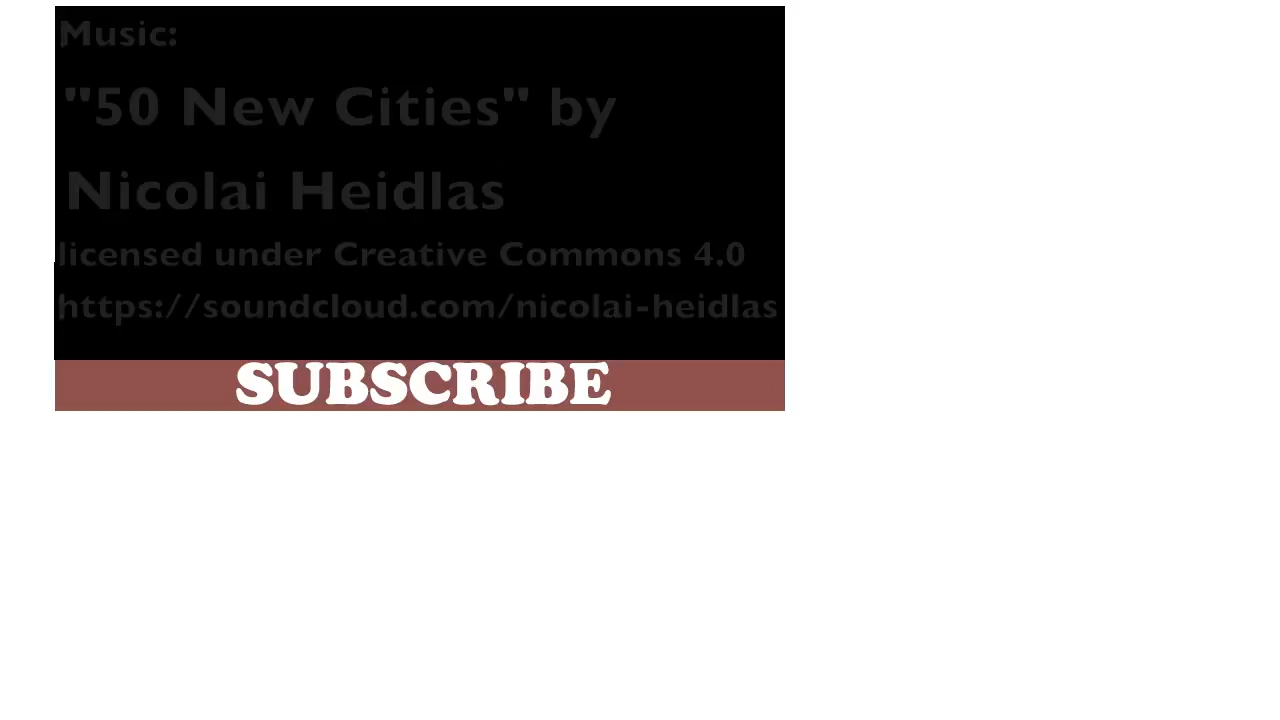 Music:
"50 New Cities" by
Nicolai Heidlas
licensed under Creative Commons 4.0
https://soundcloud.com/nicolai-heidlas
SUBSCRIBE